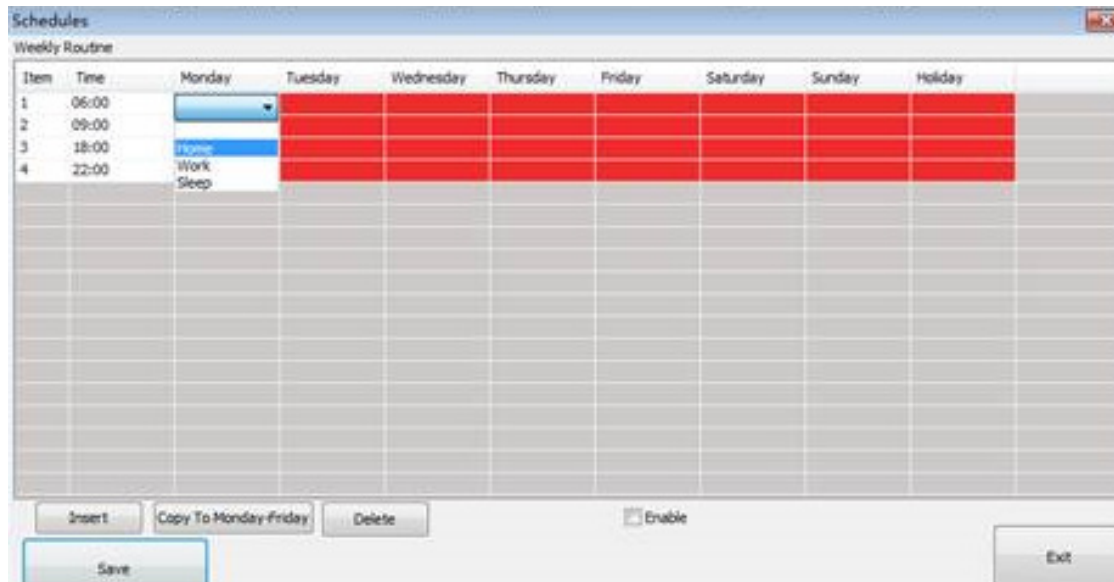 Schedules
Weekly Routine
Item Time Monday Tuesday Wednesday Thursday Friday Saturday Sunday Holiday
1 06:00
2 09:00
3 18:00 Home
4 22:00 Work
Sleep
Insert Copy To Monday-Friday Delete Enable
Save Exit